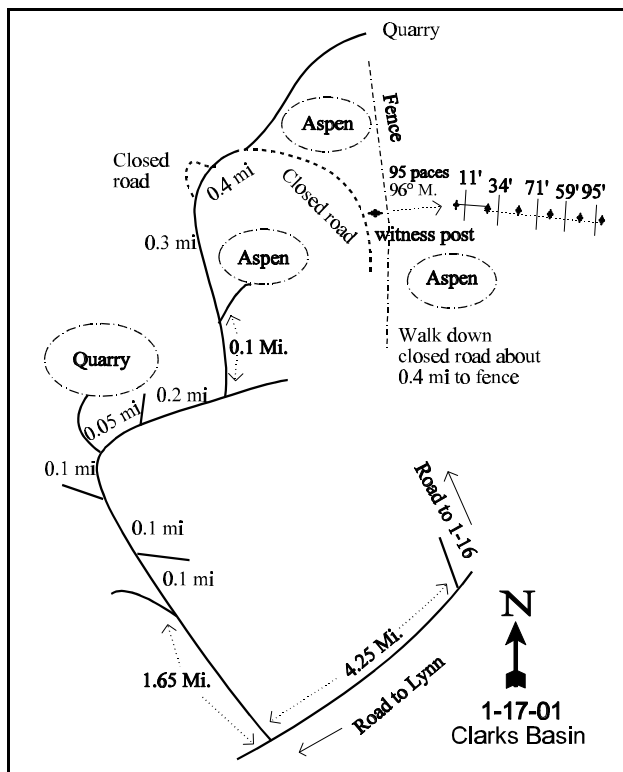 Quarry
Fence
Aspen
Closed
road
0.4 mi
Closed road
95 paces
96° M.
11'
34'
71'
59'
95'
witness post
0.3 mi
Aspen
Aspen
0.1 Mi.
Walk down
closed road about
0.4 mi to fence
Quarry
0.2 mi
0.05 mi
0.1 mi
0.1 mi
0.1 mi
Road to 1-16
1.65 Mi.
4.25 Mi.
Road to Lynn
N
1-17-01
Clarks Basin